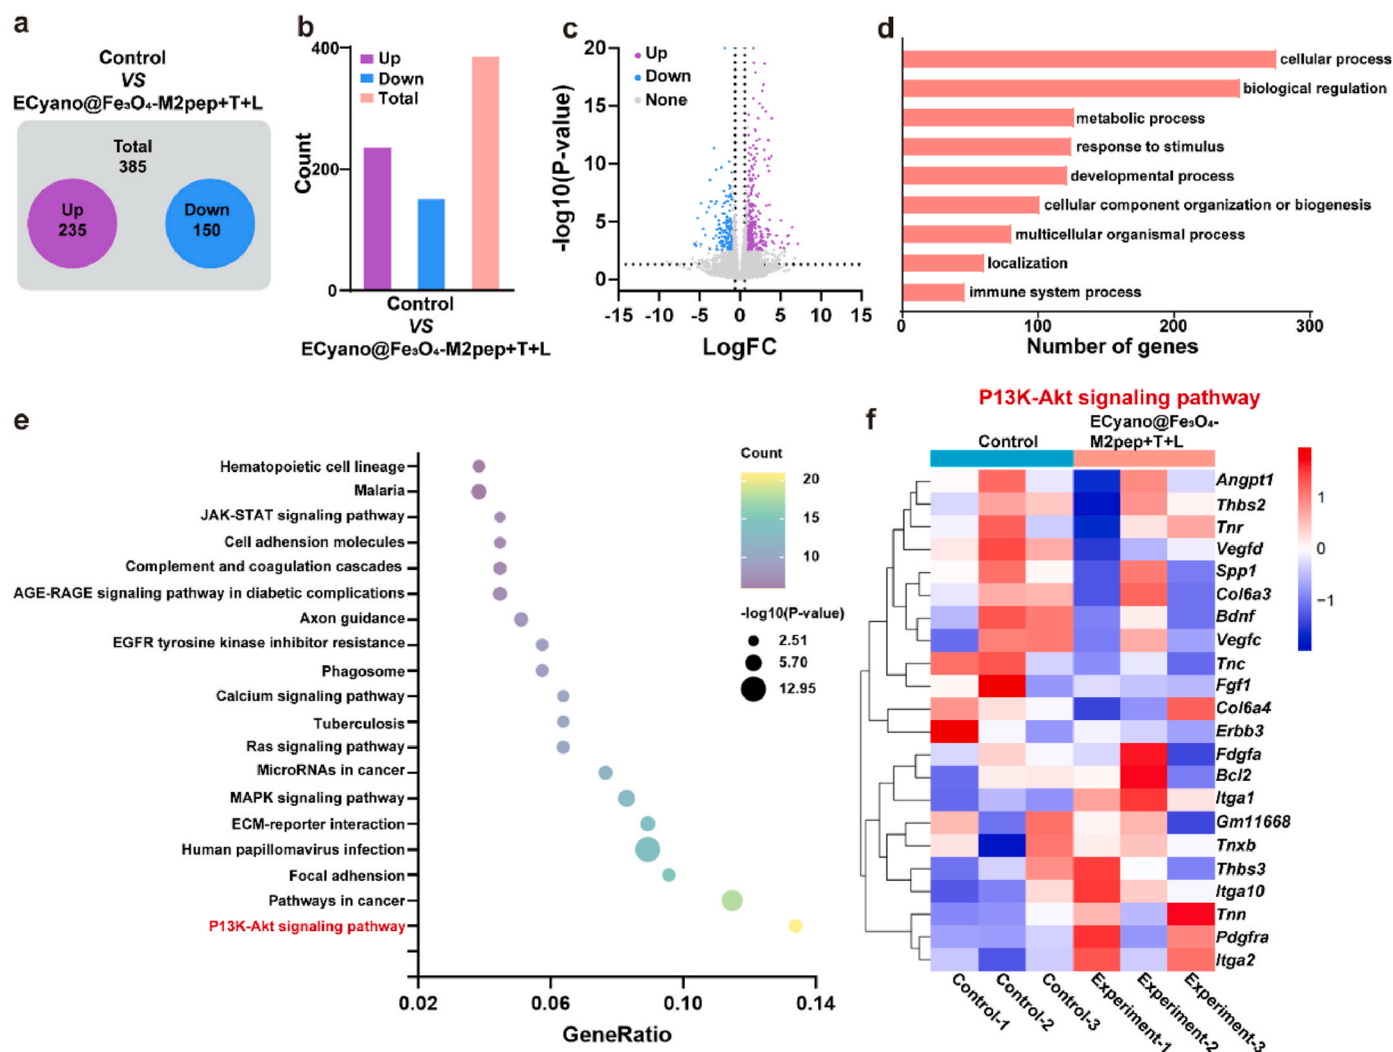 a
Control
VS
ECyano@Fe₃O₄-M2pep+T+L
Total
385
Up
235
Down
150
b
Up
Down
Total
400
200
0
Count
Control
VS
ECyano@Fe₃O₄-M2pep+T+L
c
Up
Down
None
20
15
10
5
0
-log10(P-value)
-15 -10 -5 0 5 10 15
LogFC
d
cellular process
biological regulation
metabolic process
response to stimulus
developmental process
cellular component organization or biogenesis
multicellular organismal process
localization
immune system process
0 100 200 300
Number of genes
e
Hematopoietic cell lineage
Malaria
JAK-STAT signaling pathway
Cell adhension molecules
Complement and coagulation cascades
AGE-RAGE signaling pathway in diabetic complications
Axon guidance
EGFR tyrosine kinase inhibitor resistance
Phagosome
Calcium signaling pathway
Tuberculosis
Ras signaling pathway
MicroRNAs in cancer
MAPK signaling pathway
ECM-reporter interaction
Human papillomavirus infection
Focal adhension
Pathways in cancer
P13K-Akt signaling pathway
0.02 0.06 0.10 0.14
GeneRatio
Count
20
15
10
-log10(P-value)
2.51
5.70
12.95
f
P13K-Akt signaling pathway
Control
ECyano@Fe₃O₄-
M2pep+T+L
Angpt1
Thbs2
Tnr
Vegfd
Spp1
Col6a3
Bdnf
Vegfc
Tnc
Fgf1
Col6a4
Erbb3
Fdgfa
Bcl2
Itga1
Gm11668
Tnxb
Thbs3
Itga10
Tnn
Pdgfra
Itga2
1
0
-1
Control-1
Control-2
Control-3
Experiment-1
Experiment-2
Experiment-3